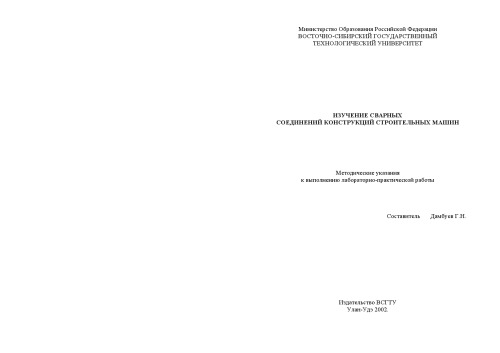 Министерство Образования Российской Федерации
ВОСТОЧНО-СИБИРСКИЙ ГОСУДАРСТВЕННЫЙ
ТЕХНОЛОГИЧЕСКИЙ УНИВЕРСИТЕТ
ИЗУЧЕНИЕ СВАРНЫХ
СОЕДИНЕНИЙ КОНСТРУКЦИЙ СТРОИТЕЛЬНЫХ МАШИН
Методические указания
к выполнению лабораторно-практической работы
Составитель Дамбуев Г.И.
Издательство ВСГТУ
Улан-Удэ 2002.